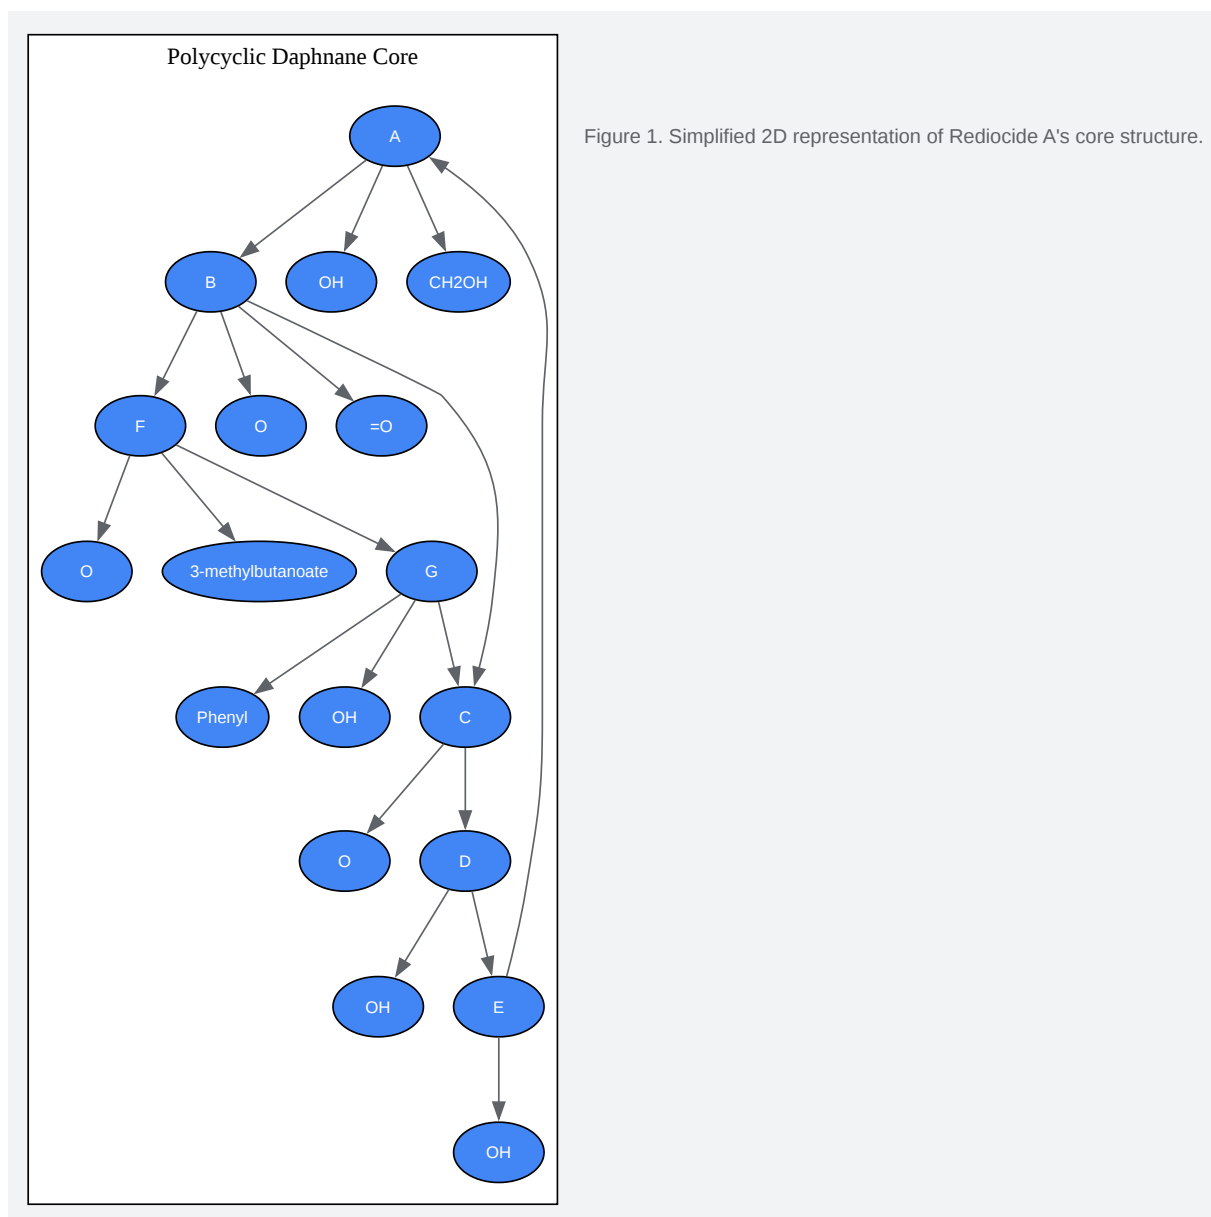 Polycyclic Daphnane Core
A
Figure 1. Simplified 2D representation of Rediocide A's core structure.
B
OH
CH2OH
F
O
=O
O
3-methylbutanoate
G
Phenyl
OH
C
O
D
OH
E
OH